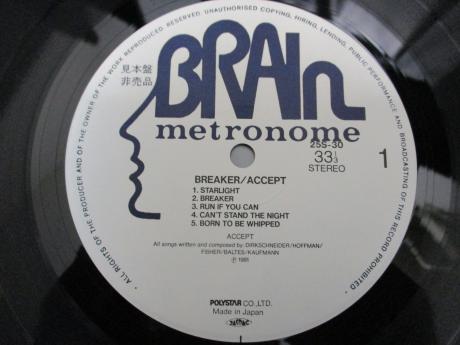 ALL RIGHTS OF THE PRODUCER AND OF THE OWNER OF THE WORK REPRODUCED. RESERVED. UNAUTHORISED COPYING, HIRING, LENDING, PUBLIC PERFORMANCE AND BROADCASTING OF THIS RECORD PROHIBITED
BRAIN
見本盤
非売品
metronome
25S-30
33⅓
STEREO
1
BREAKER/ACCEPT
1. STARLIGHT
2. BREAKER
3. RUN IF YOU CAN
4. CAN'T STAND THE NIGHT
5. BORN TO BE WHIPPED
ACCEPT
All songs written and composed by: DIRKSCHNEIDER/HOFFMAN/
FISHER/BALTES/KAUFMANN
Ⓟ 1981
POLYSTAR CO.,LTD.
Made in Japan
JASRAC